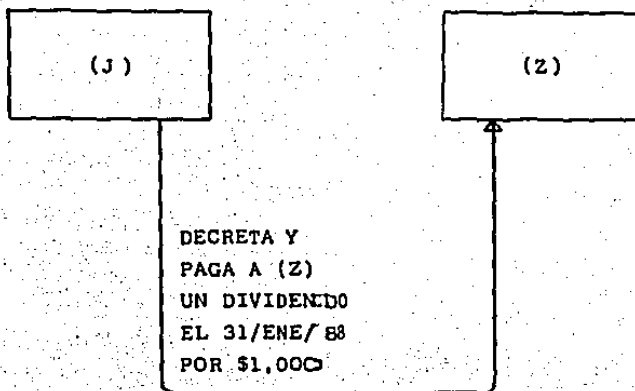 (J) (Z)
DECRETA Y
PAGA A (Z)
UN DIVIDENDO
EL 31/ENE/88
POR $1,000